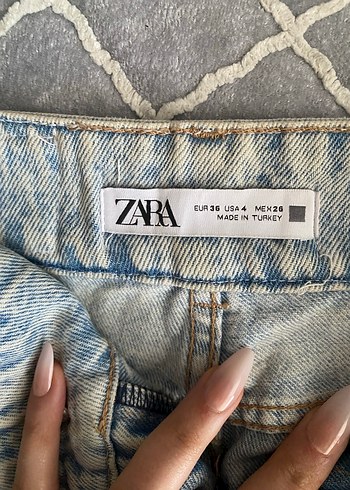 ZARA
EUR 36 USA 4 MEX 26
MADE IN TURKEY